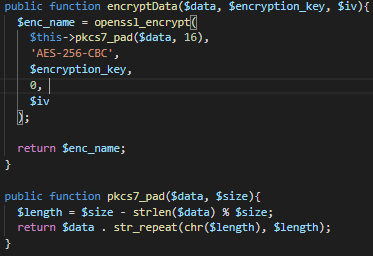 public function encryptData($data, $encryption_key, $iv){
  $enc_name = openssl_encrypt(
    $this->pkcs7_pad($data, 16),
    'AES-256-CBC',
    $encryption_key,
    0,
    $iv
  );

  return $enc_name;
}

public function pkcs7_pad($data, $size){
  $length = $size - strlen($data) % $size;
  return $data . str_repeat(chr($length), $length);
}